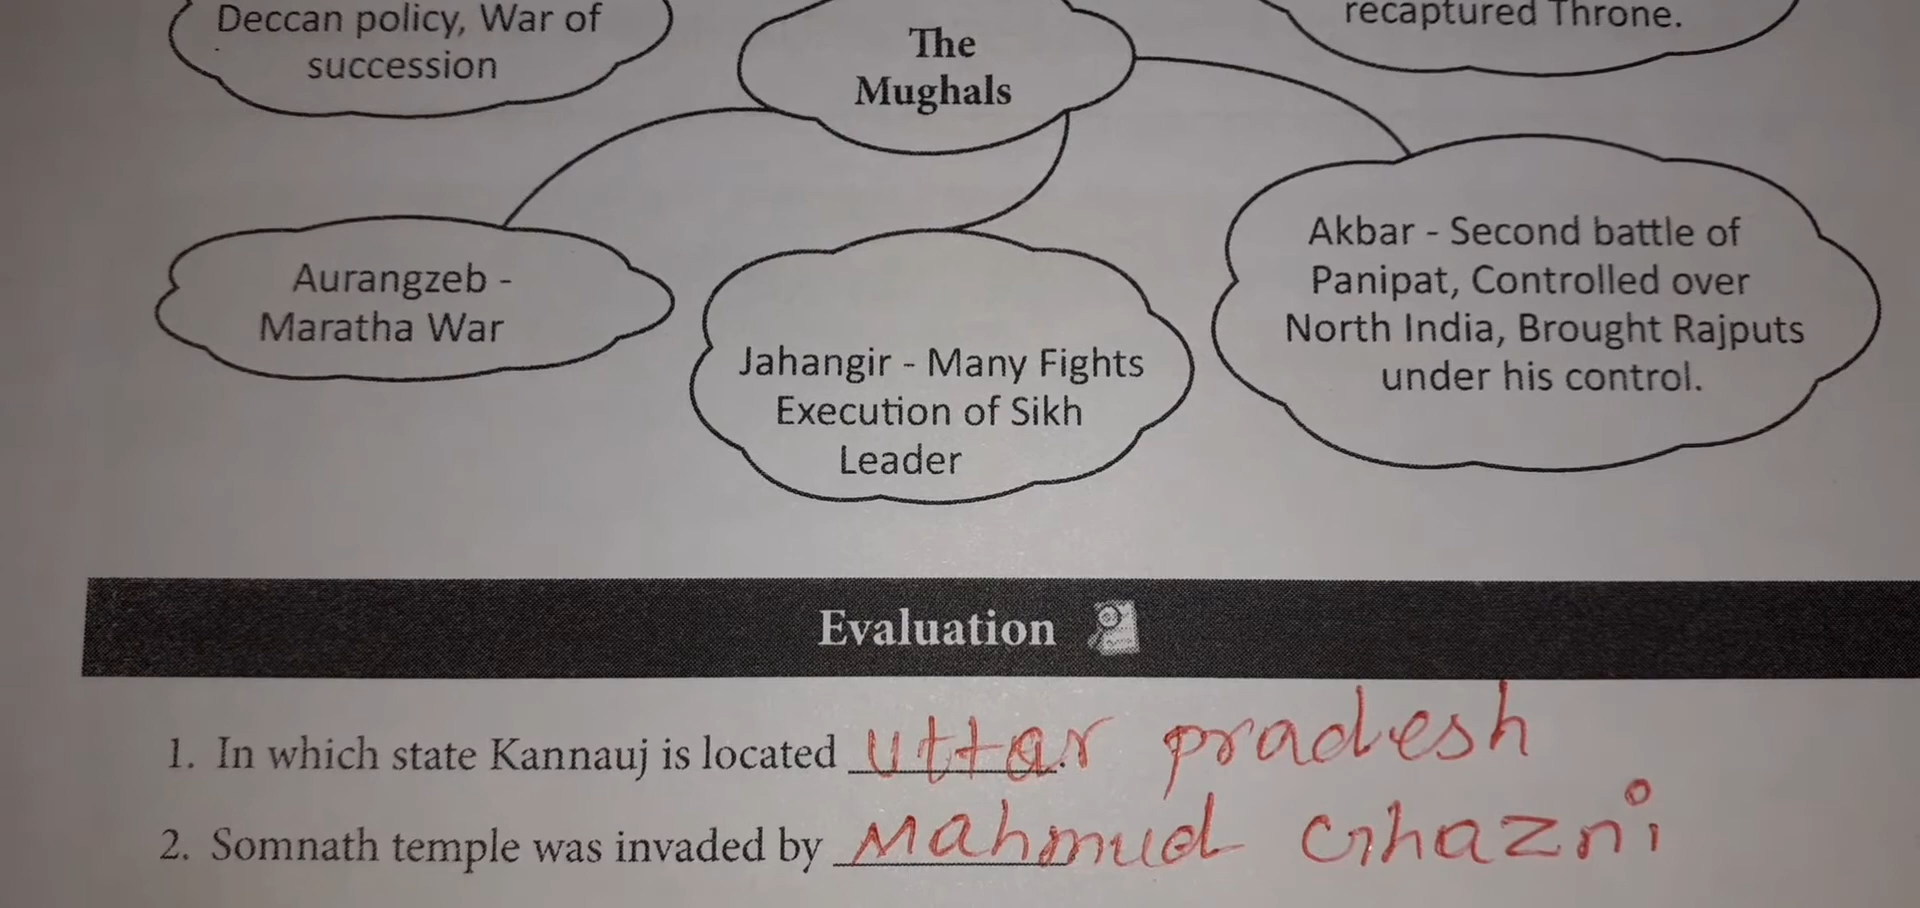 Deccan policy, War of
succession
The
Mughals
recaptured Throne.
Aurangzeb -
Maratha War
Jahangir - Many Fights
Execution of Sikh
Leader
Akbar - Second battle of
Panipat, Controlled over
North India, Brought Rajputs
under his control.
Evaluation
1. In which state Kannauj is located uttar pradesh
2. Somnath temple was invaded by Mahmud Ghazni